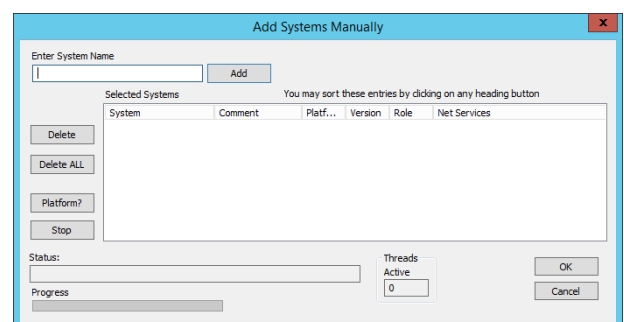 Add Systems Manually
x
Enter System Name
Add
Selected Systems You may sort these entries by clicking on any heading button
System Comment Platf... Version Role Net Services
Delete
Delete ALL
Platform?
Stop
Status:
Threads
Active
0
OK
Progress
Cancel